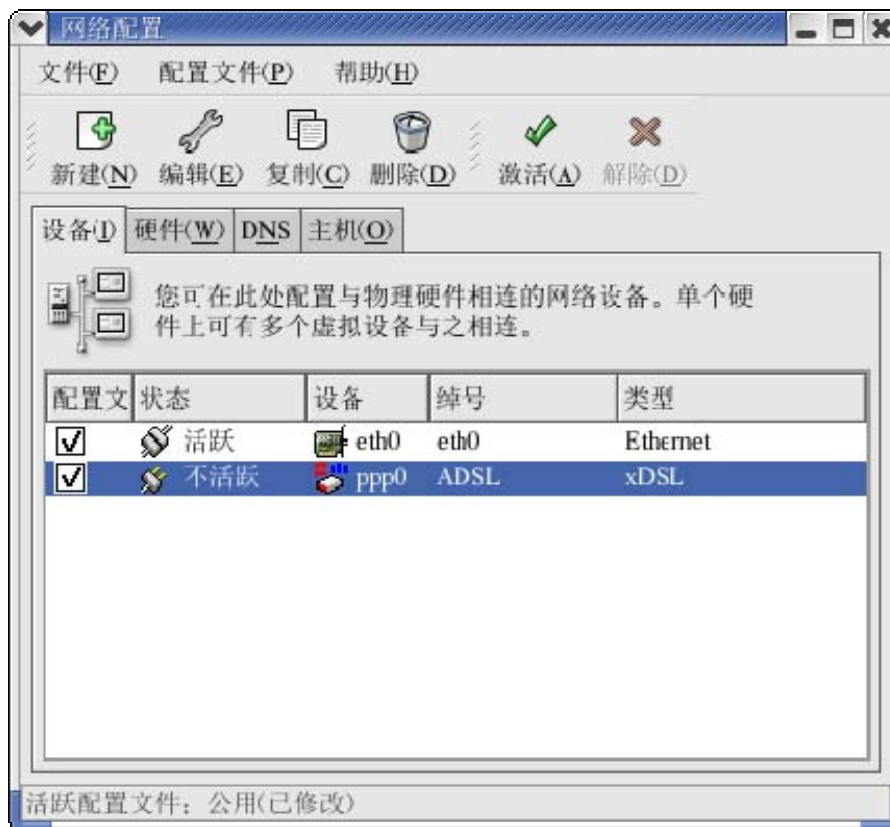 网络配置
文件(F) 配置文件(P) 帮助(H)
新建(N) 编辑(E) 复制(C) 删除(D) 激活(A) 解除(D)
设备(I) 硬件(W) DNS 主机(O)
您可在此处配置与物理硬件相连的网络设备。单个硬
件上可有多个虚拟设备与之相连。
配置文 状态 设备 绰号 类型
活跃 eth0 eth0 Ethernet
不活跃 ppp0 ADSL xDSL
活跃配置文件：公用(已修改)